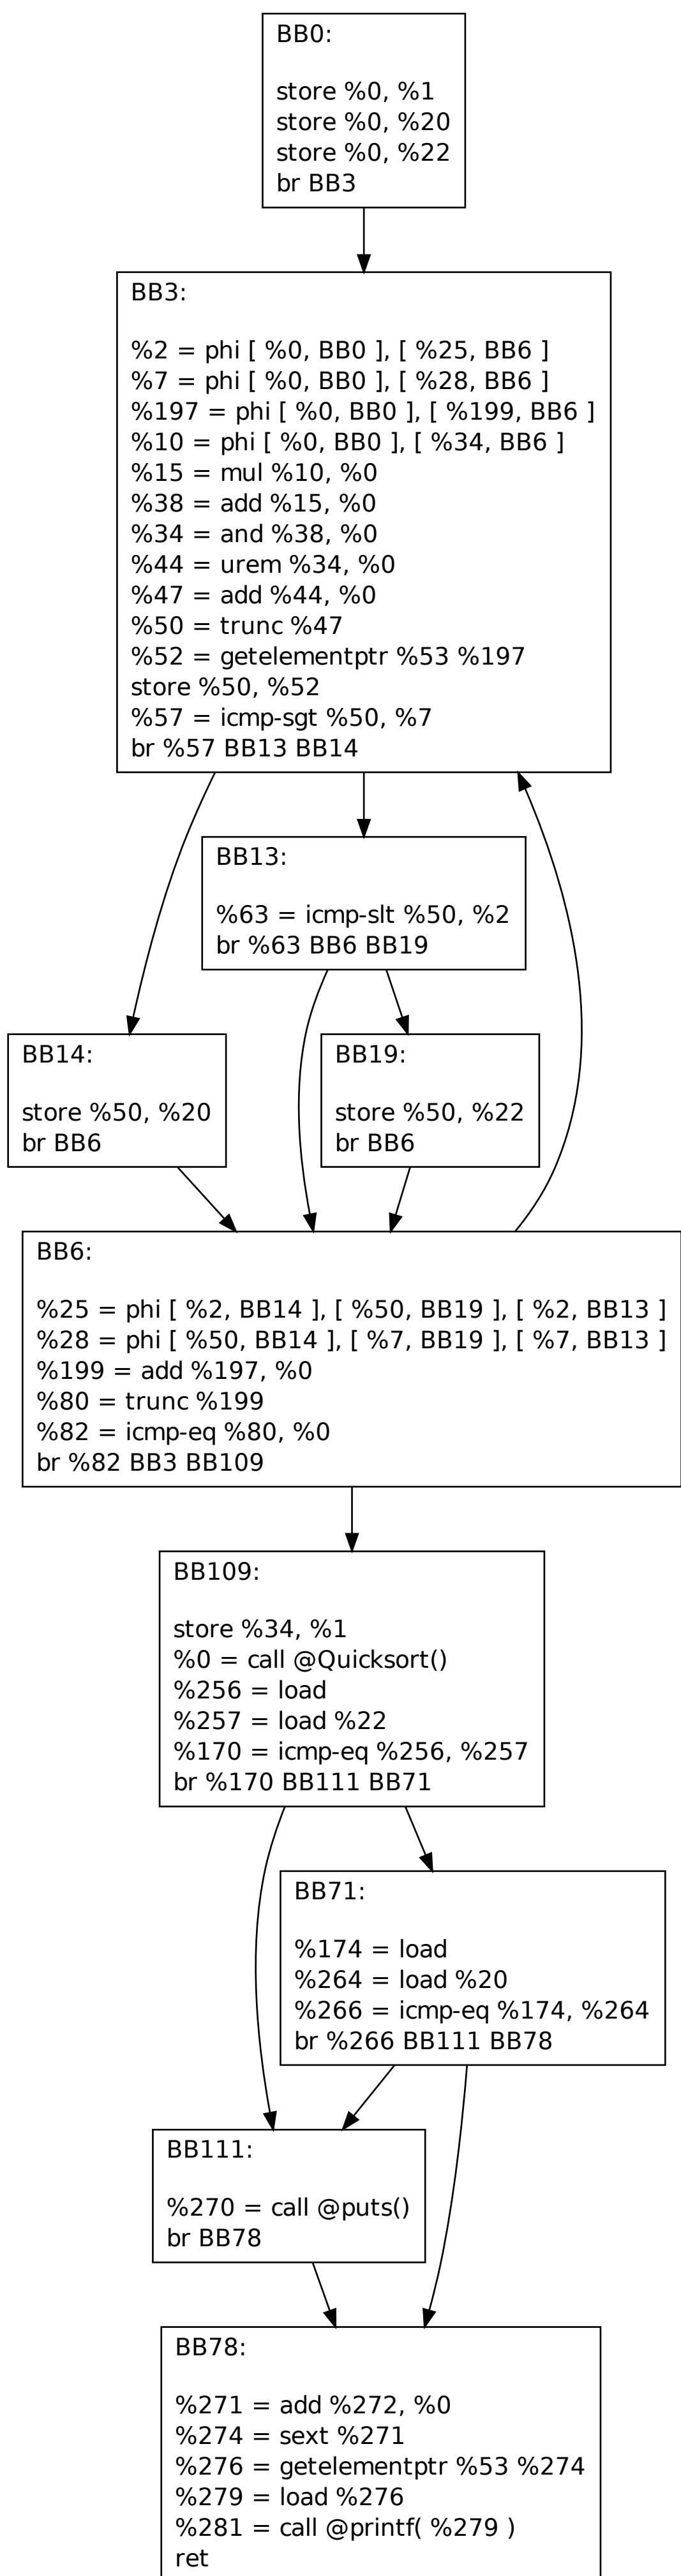 BB0:
store %0, %1
store %0, %20
store %0, %22
br BB3
BB3:
%2 = phi [ %0, BB0 ], [ %25, BB6 ]
%7 = phi [ %0, BB0 ], [ %28, BB6 ]
%197 = phi [ %0, BB0 ], [ %199, BB6 ]
%10 = phi [ %0, BB0 ], [ %34, BB6 ]
%15 = mul %10, %0
%38 = add %15, %0
%34 = and %38, %0
%44 = urem %34, %0
%47 = add %44, %0
%50 = trunc %47
%52 = getelementptr %53 %197
store %50, %52
%57 = icmp-sgt %50, %7
br %57 BB13 BB14
BB13:
%63 = icmp-slt %50, %2
br %63 BB6 BB19
BB14:
store %50, %20
br BB6
BB19:
store %50, %22
br BB6
BB6:
%25 = phi [ %2, BB14 ], [ %50, BB19 ], [ %2, BB13 ]
%28 = phi [ %50, BB14 ], [ %7, BB19 ], [ %7, BB13 ]
%199 = add %197, %0
%80 = trunc %199
%82 = icmp-eq %80, %0
br %82 BB3 BB109
BB109:
store %34, %1
%0 = call @Quicksort()
%256 = load
%257 = load %22
%170 = icmp-eq %256, %257
br %170 BB111 BB71
BB71:
%174 = load
%264 = load %20
%266 = icmp-eq %174, %264
br %266 BB111 BB78
BB111:
%270 = call @puts()
br BB78
BB78:
%271 = add %272, %0
%274 = sext %271
%276 = getelementptr %53 %274
%279 = load %276
%281 = call @printf( %279 )
ret